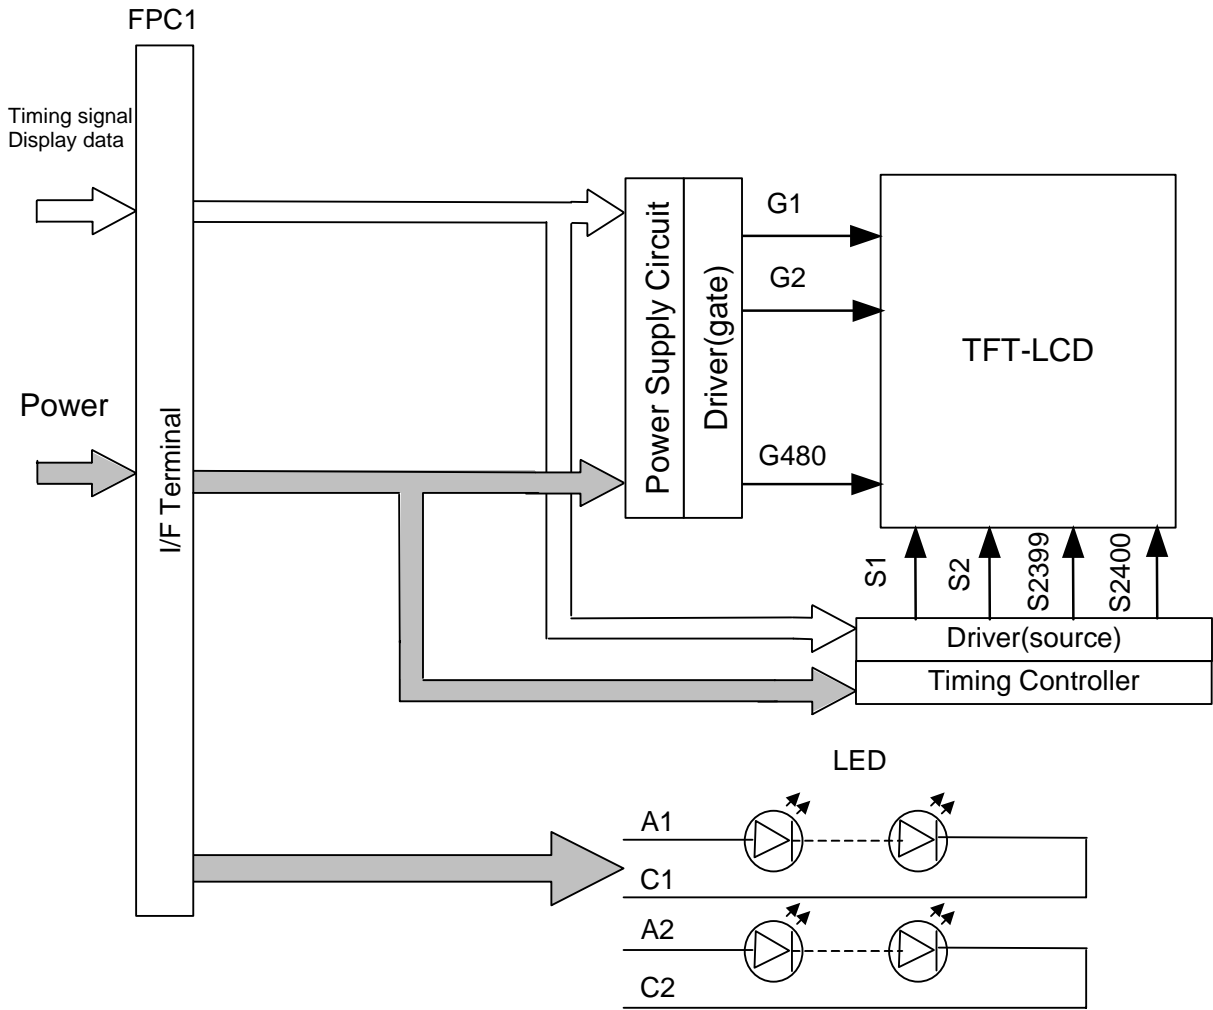 FPC1
Timing signal
Display data
Power
I/F Terminal
Power Supply Circuit
Driver(gate)
G1
G2
G480
TFT-LCD
S1
S2
S2399
S2400
Driver(source)
Timing Controller
LED
A1
C1
A2
C2